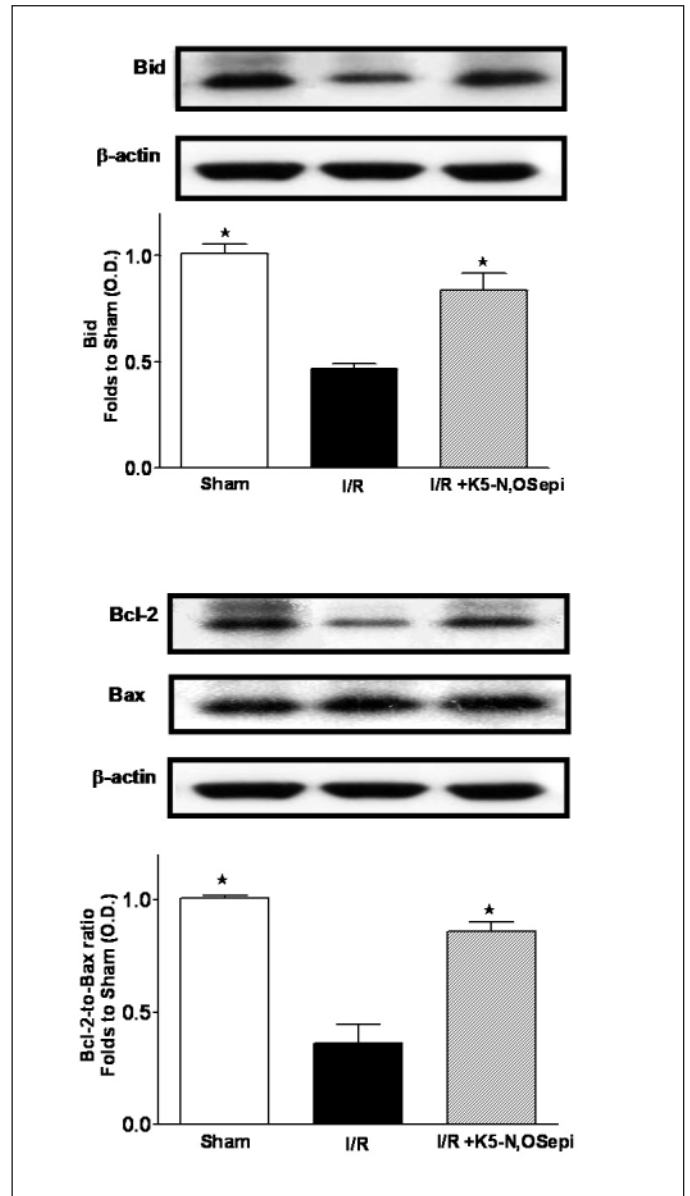 Bid
β-actin
★
★
1.0
0.5
0.0
Bid
Folds to Sham (O.D.)
Sham
I/R
I/R +K5-N,OSepi
Bcl-2
Bax
β-actin
★
★
1.0
0.5
0.0
Bcl-2-to-Bax ratio
Folds to Sham (O.D.)
Sham
I/R
I/R +K5-N,OSepi